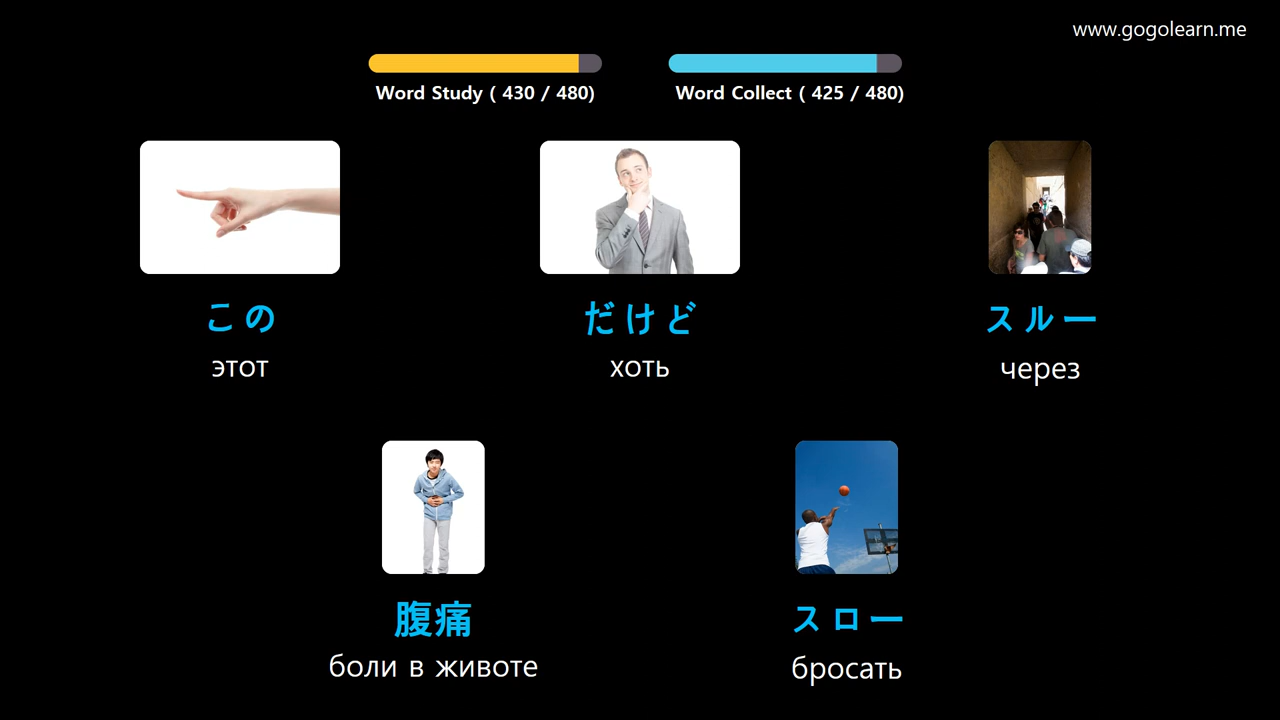 www.gogolearn.me
Word Study ( 430 / 480)
Word Collect ( 425 / 480)
この
だけど
スルー
этот
хоть
через
腹痛
スロー
боли в животе
бросать